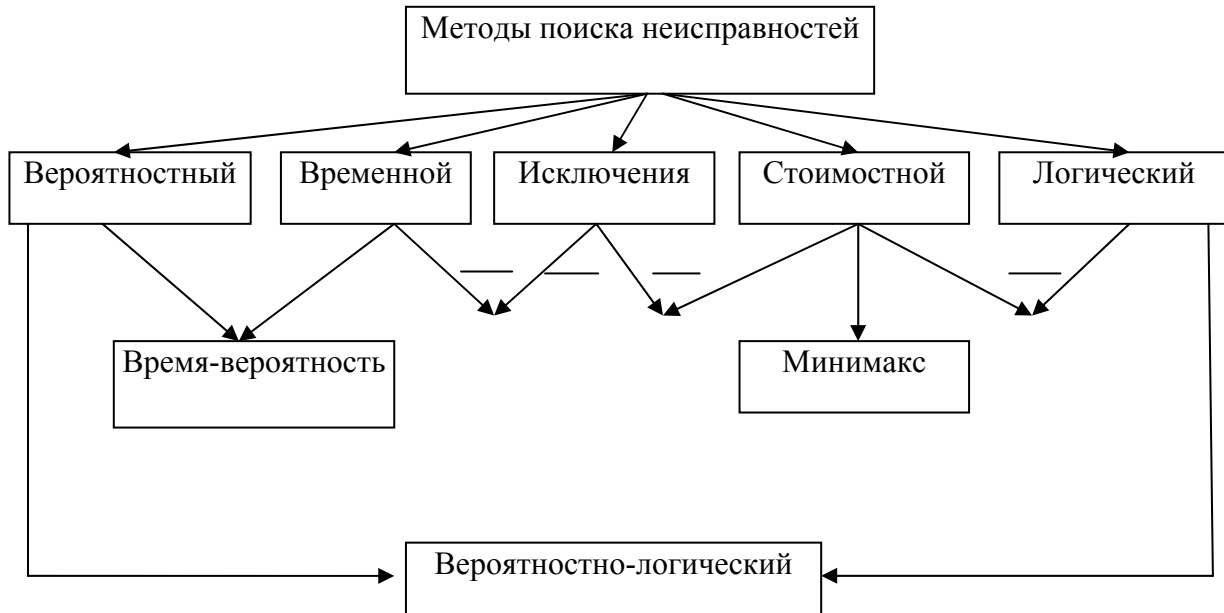 Методы поиска неисправностей
Вероятностный
Временной
Исключения
Стоимостной
Логический
Время-вероятность
Минимакс
Вероятностно-логический